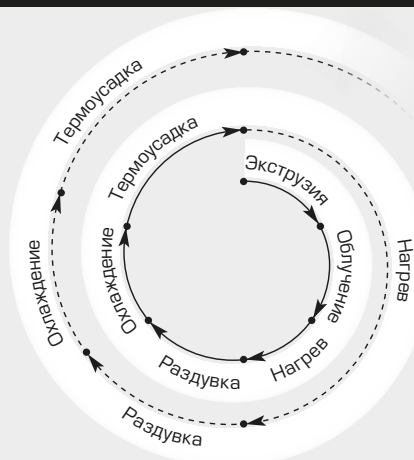 Экструзия
Облучение
Нагрев
Раздувка
Охлаждение
Термоусадка
Нагрев
Раздувка
Охлаждение
Термоусадка